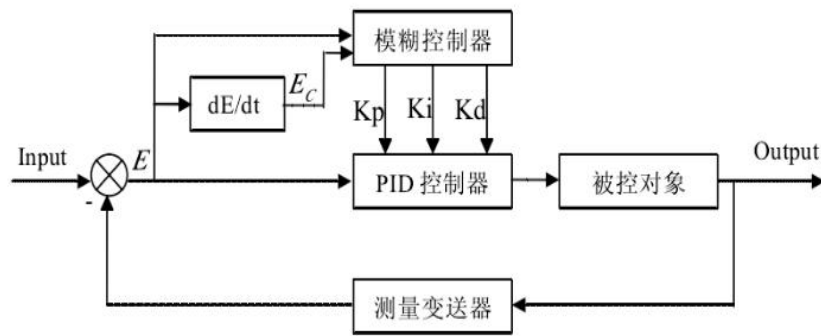 模糊控制器
dE/dt
E_C
Kp Ki Kd
Input
E
PID 控制器
被控对象
Output
-
测量变送器